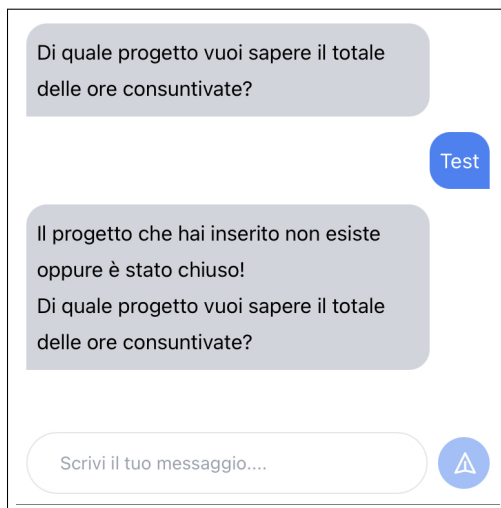 Di quale progetto vuoi sapere il totale
delle ore consuntivate?
Test
Il progetto che hai inserito non esiste
oppure è stato chiuso!
Di quale progetto vuoi sapere il totale
delle ore consuntivate?
Scrivi il tuo messaggio....